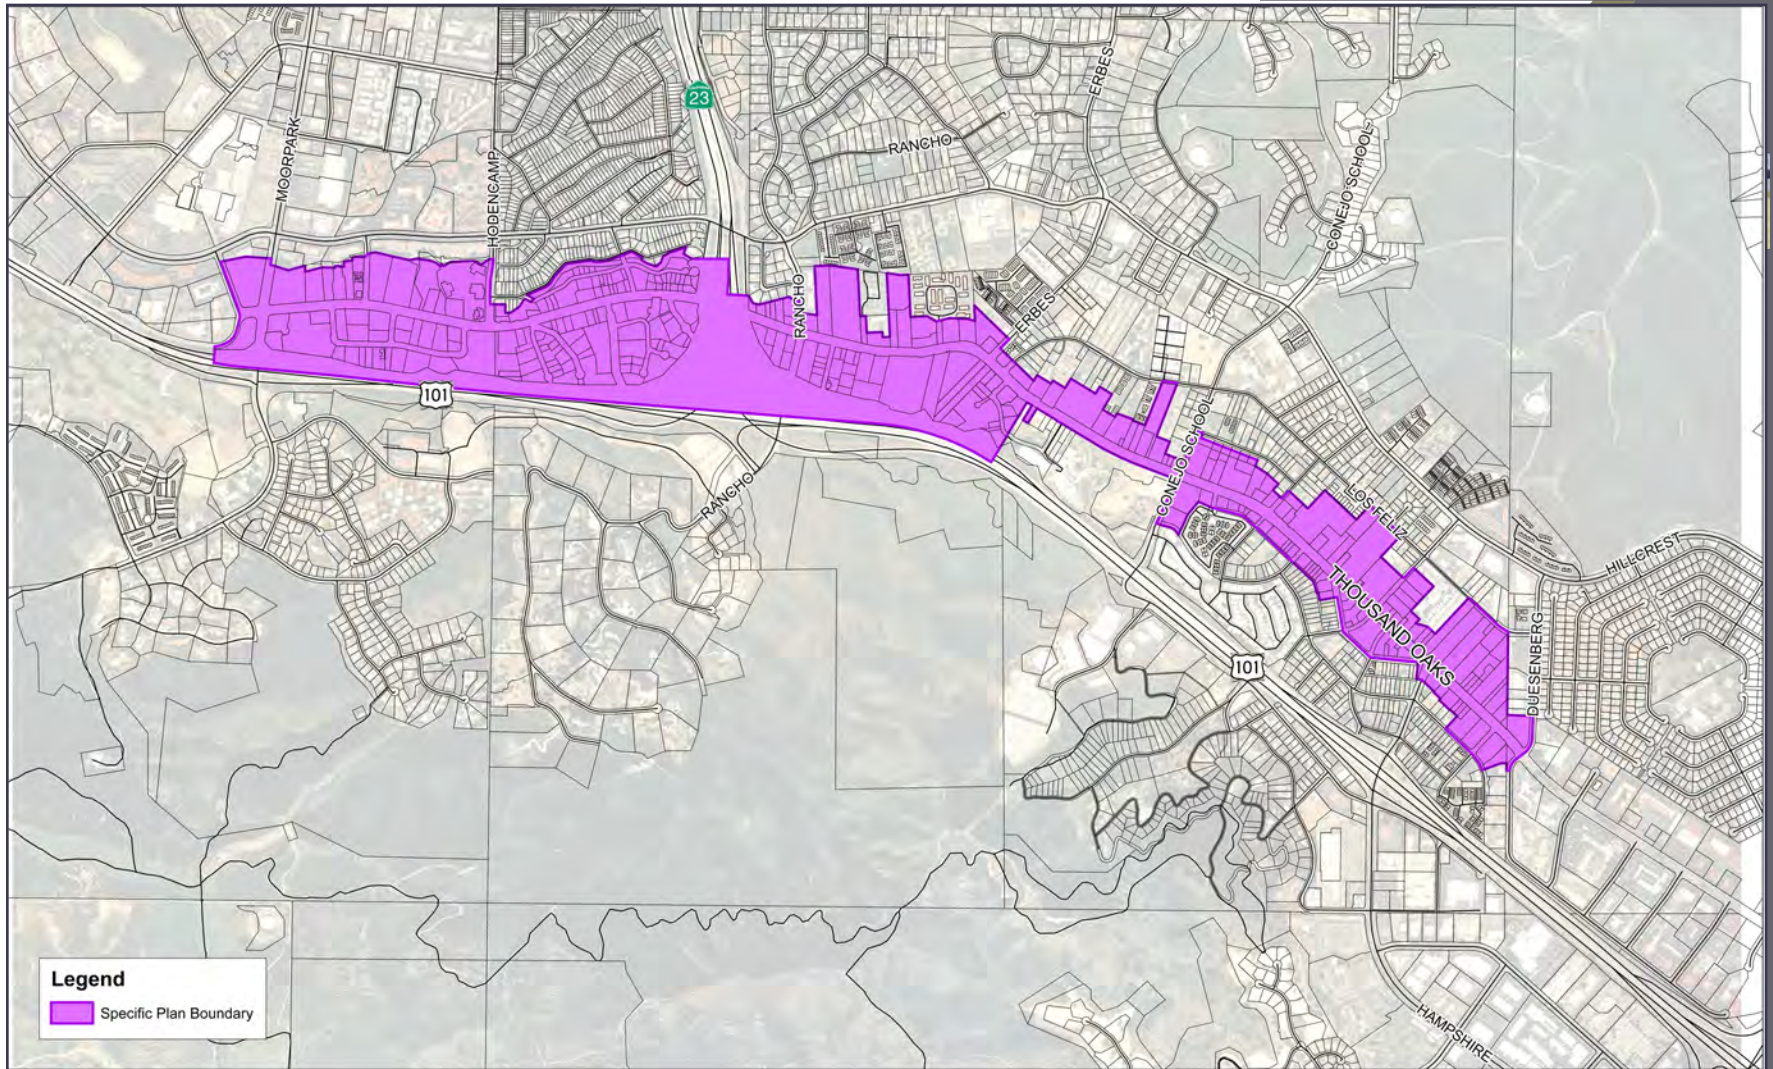 23
ERBES
RANCHO
MOORPARK
HODENCAMP
CONEJO SCHOOL
RANCHO
ERBES
101
CONEJO SCHOOL
RANCHO
LOS FELIZ
HILLCREST
THOUSAND OAKS
DUESENBERG
101
Legend
Specific Plan Boundary
HAMPSHIRE